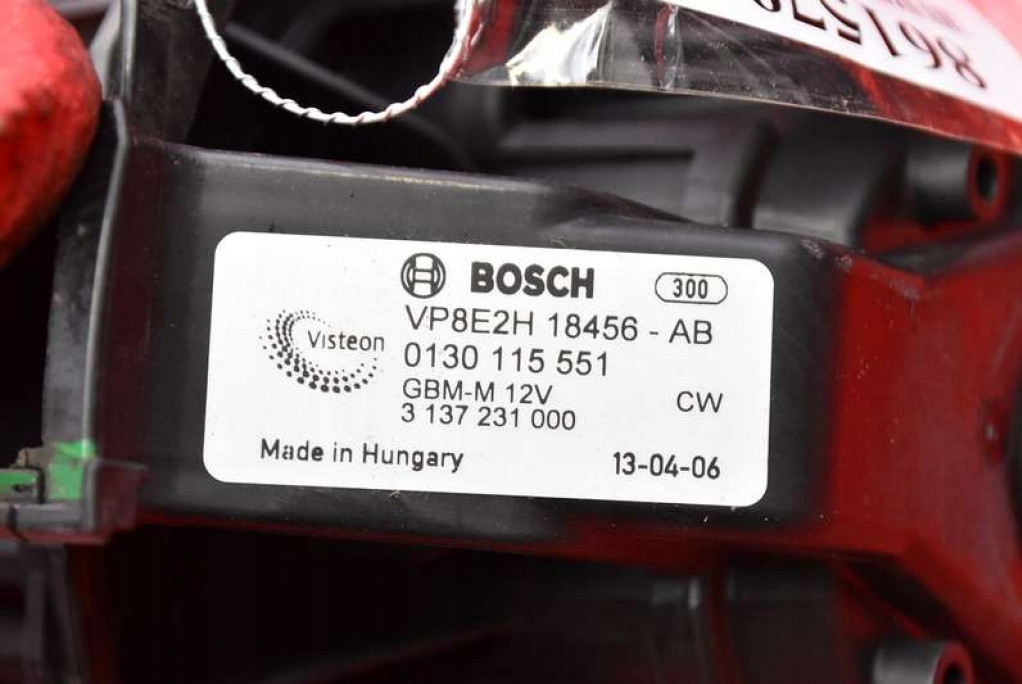 BOSCH 300
VP8E2H 18456 - AB
Visteon
0130 115 551
GBM-M 12V
CW
3 137 231 000
Made in Hungary 13-04-06